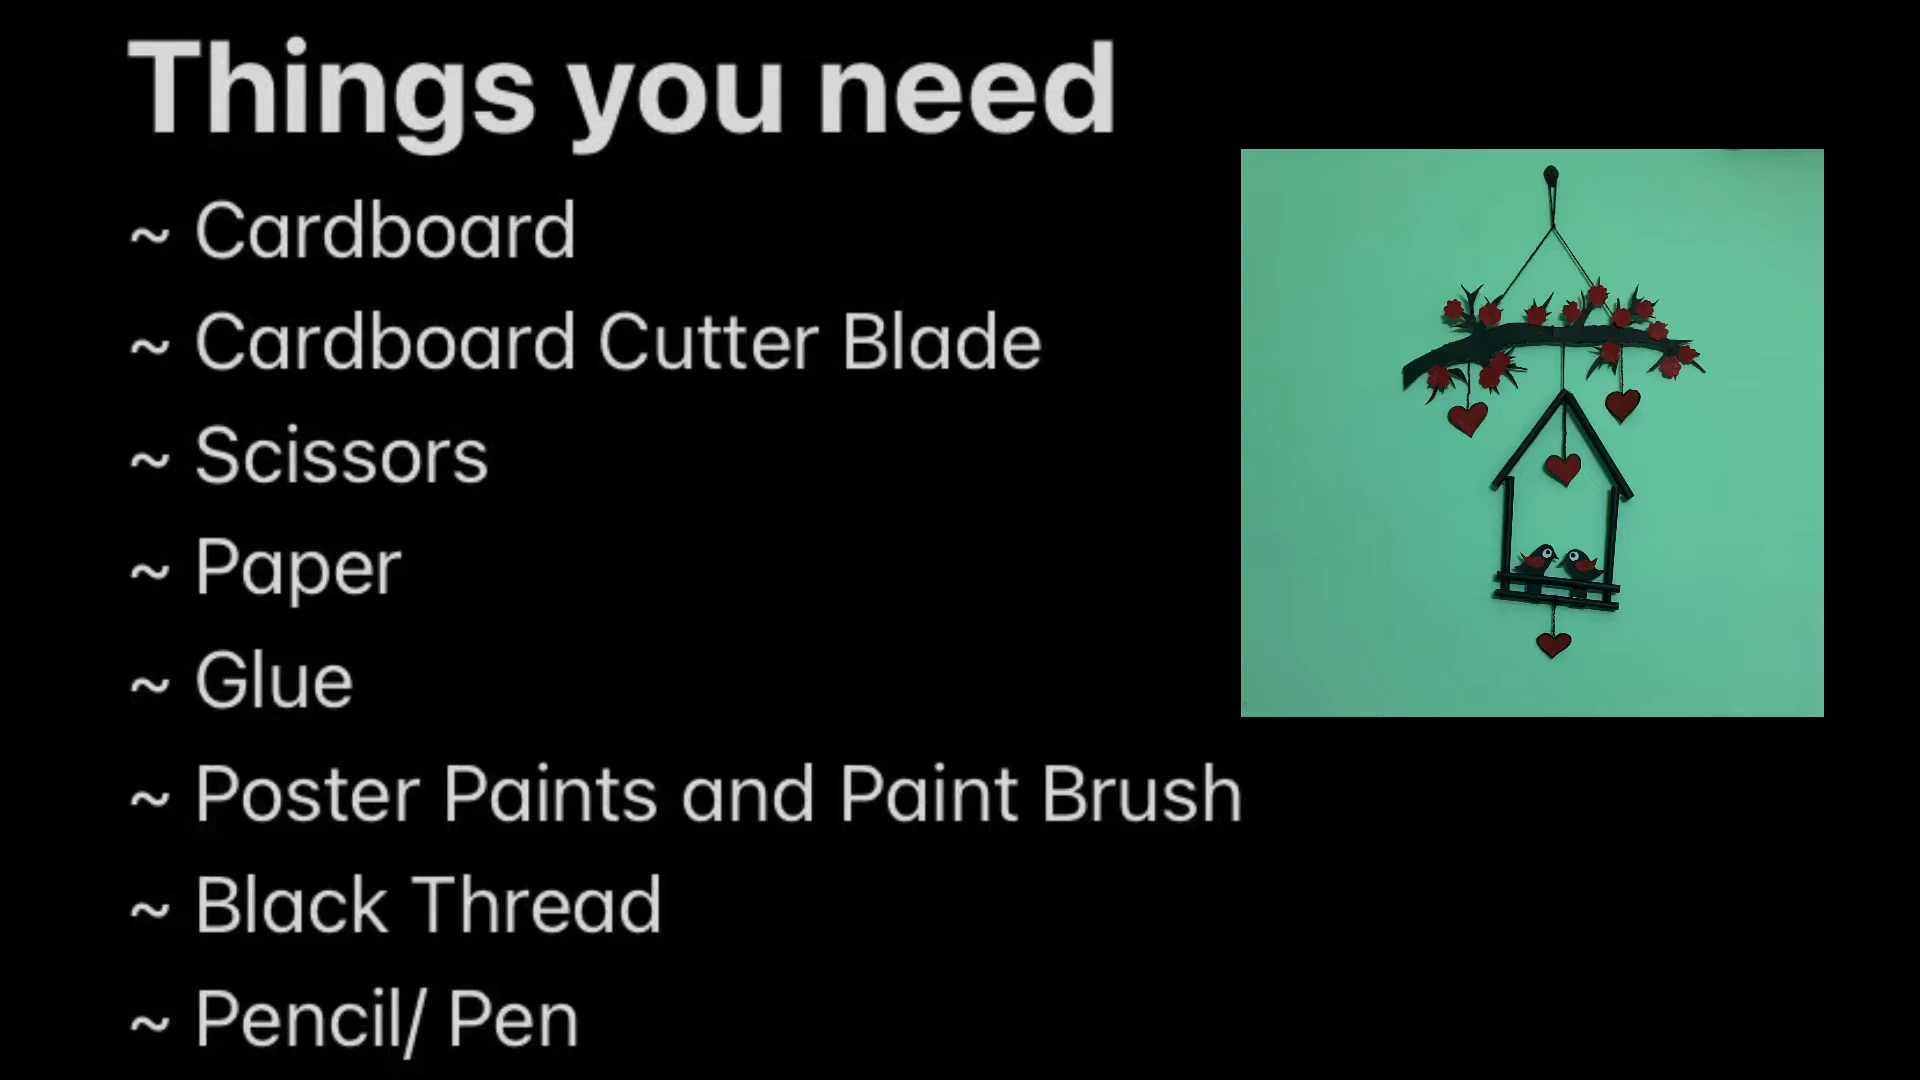 Things you need
~ Cardboard
~ Cardboard Cutter Blade
~ Scissors
~ Paper
~ Glue
~ Poster Paints and Paint Brush
~ Black Thread
~ Pencil/ Pen